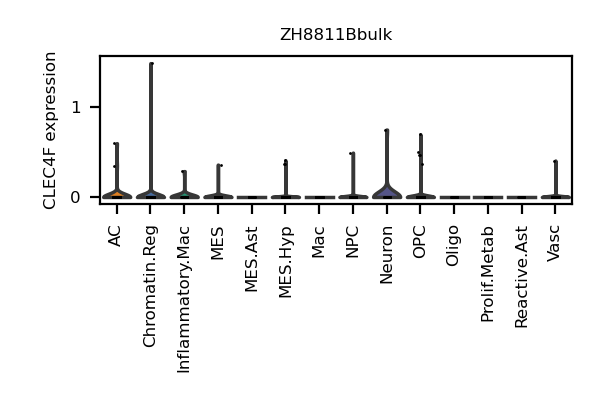 ZH8811Bbulk
CLEC4F expression
1
0
AC
Chromatin.Reg
Inflammatory.Mac
MES
MES.Ast
MES.Hyp
Mac
NPC
Neuron
OPC
Oligo
Prolif.Metab
Reactive.Ast
Vasc